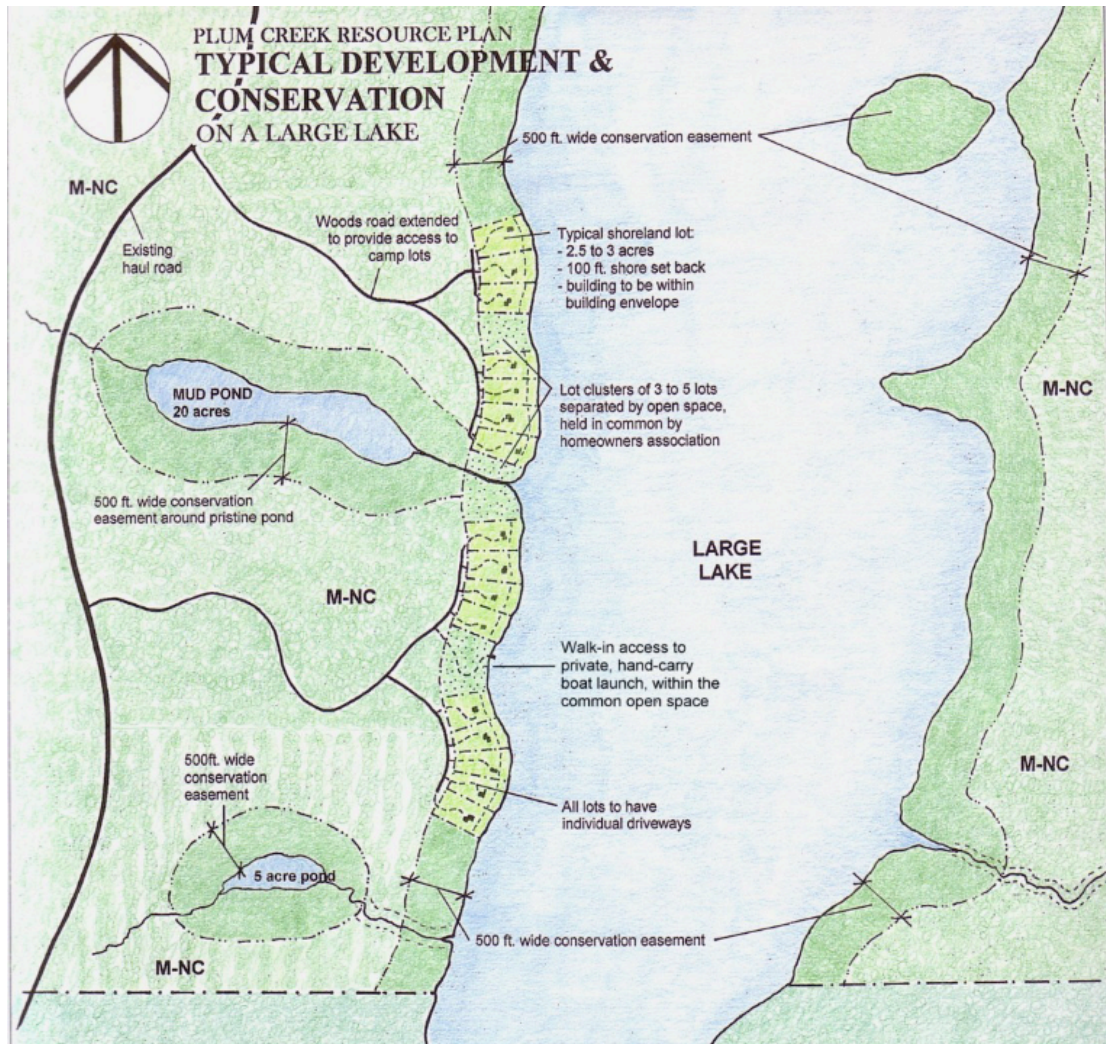 PLUM CREEK RESOURCE PLAN
TYPICAL DEVELOPMENT &
CONSERVATION
ON A LARGE LAKE
500 ft. wide conservation easement
M-NC
Existing
haul road
Woods road extended
to provide access to
camp lots
Typical shoreland lot:
- 2.5 to 3 acres
- 100 ft. shore set back
- building to be within
building envelope
MUD POND
20 acres
Lot clusters of 3 to 5 lots
separated by open space,
held in common by
homeowners association
M-NC
500 ft. wide conservation
easement around pristine pond
LARGE
LAKE
M-NC
Walk-in access to
private, hand-carry
boat launch, within the
common open space
500ft. wide
conservation
easement
M-NC
All lots to have
individual driveways
5 acre pond
500 ft. wide conservation easement
M-NC